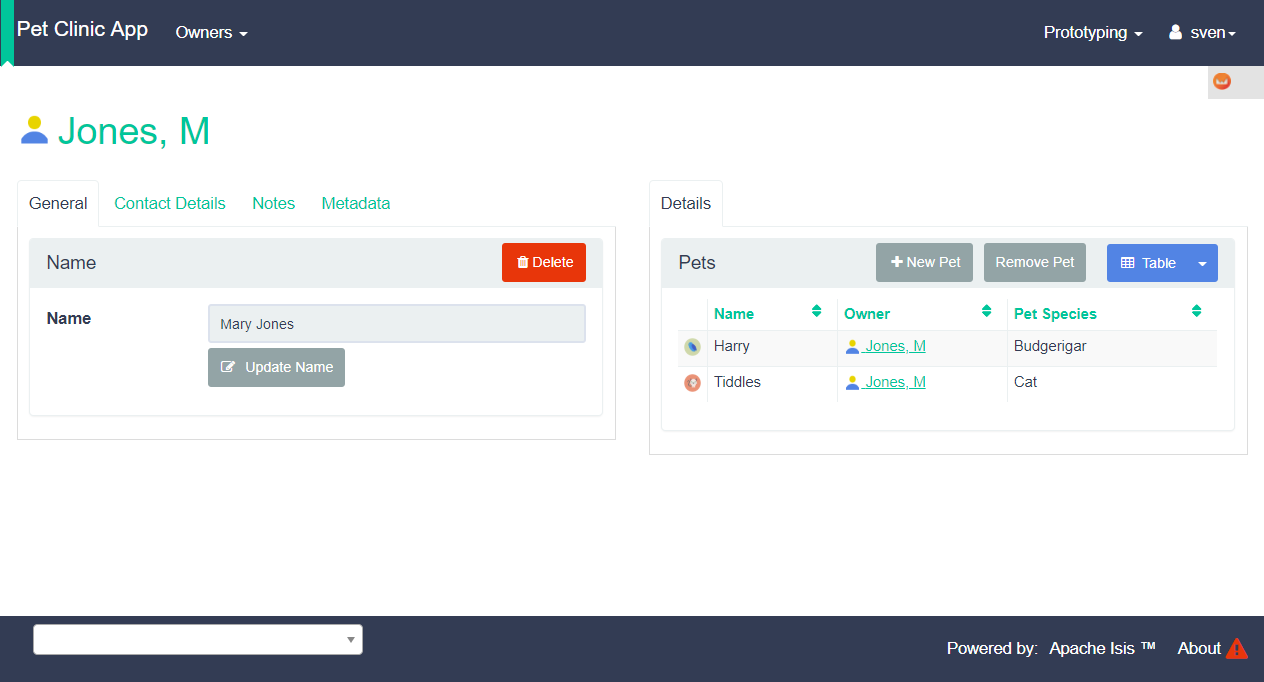 Pet Clinic App Owners Prototyping sven
Jones, M
General Contact Details Notes Metadata
Name Delete
Name Mary Jones
Update Name
Details
Pets New Pet Remove Pet Table
Name Owner Pet Species
Harry Jones, M Budgerigar
Tiddles Jones, M Cat
Powered by: Apache Isis ™ About